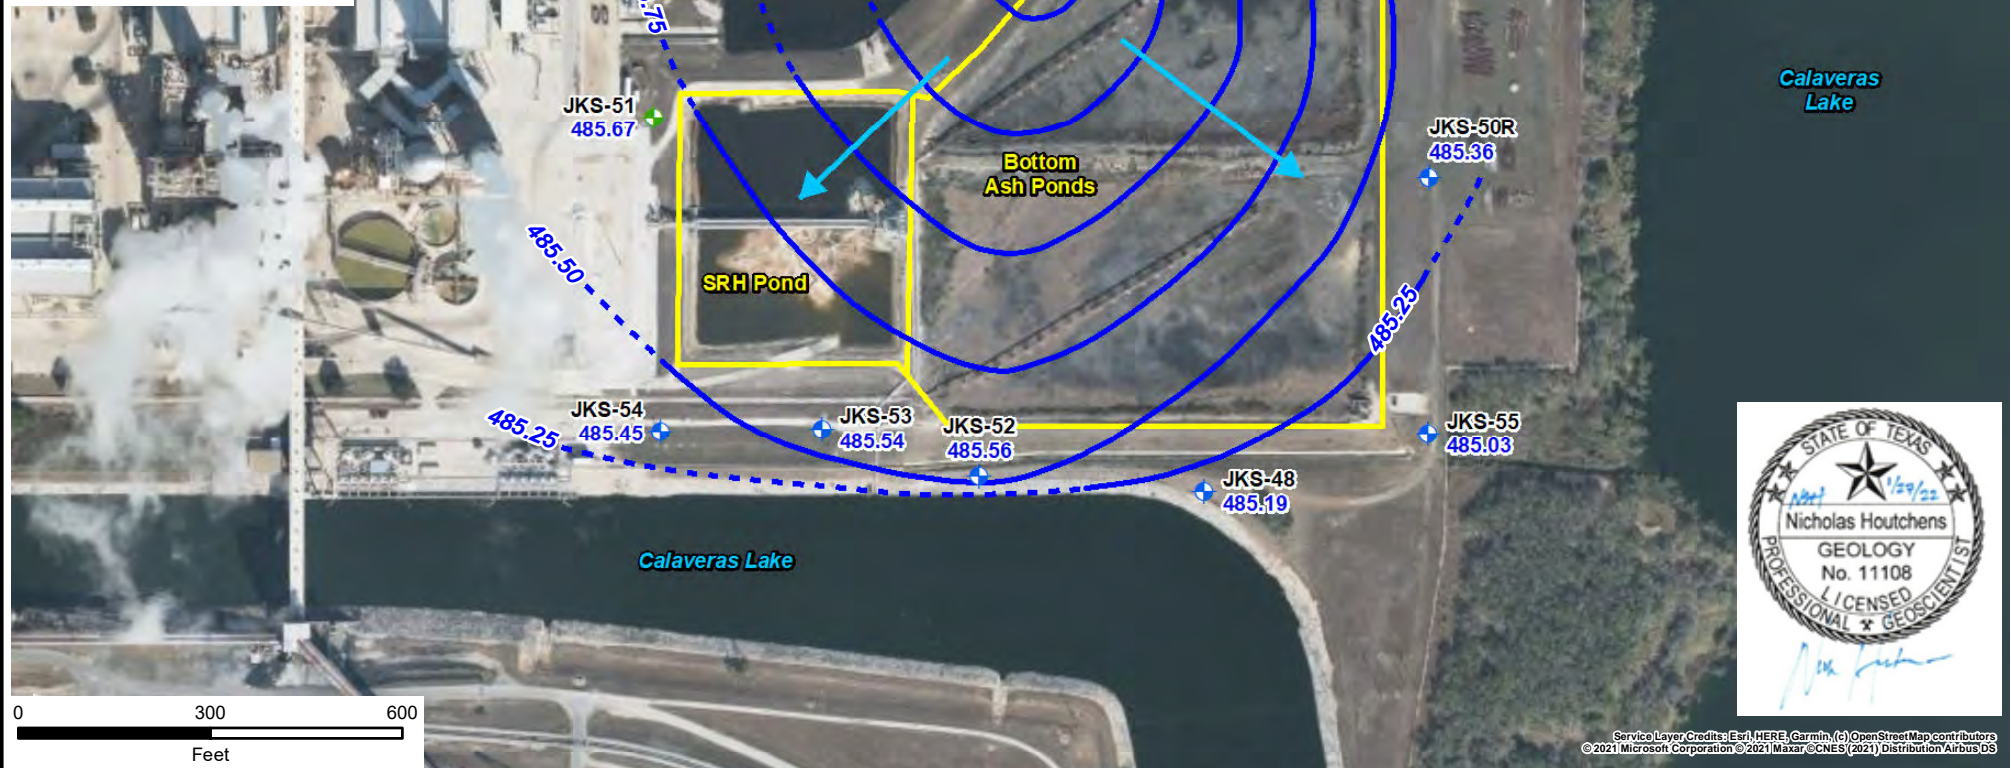 .75
JKS-51
485.67
Calaveras
Lake
JKS-50R
485.36
Bottom
Ash Ponds
485.50
SRH Pond
485.25
485.25
JKS-54
485.45
JKS-53
485.54
JKS-52
485.56
JKS-55
485.03
JKS-48
485.19
Calaveras Lake
STATE OF TEXAS
1/27/22
Nicholas Houtchens
GEOLOGY
No. 11108
LICENSED
PROFESSIONAL GEOSCIENTIST
0 300 600
Feet
Service Layer Credits: Esri, HERE, Garmin, (c) OpenStreetMap contributors
© 2021 Microsoft Corporation © 2021 Maxar ©CNES (2021) Distribution Airbus DS